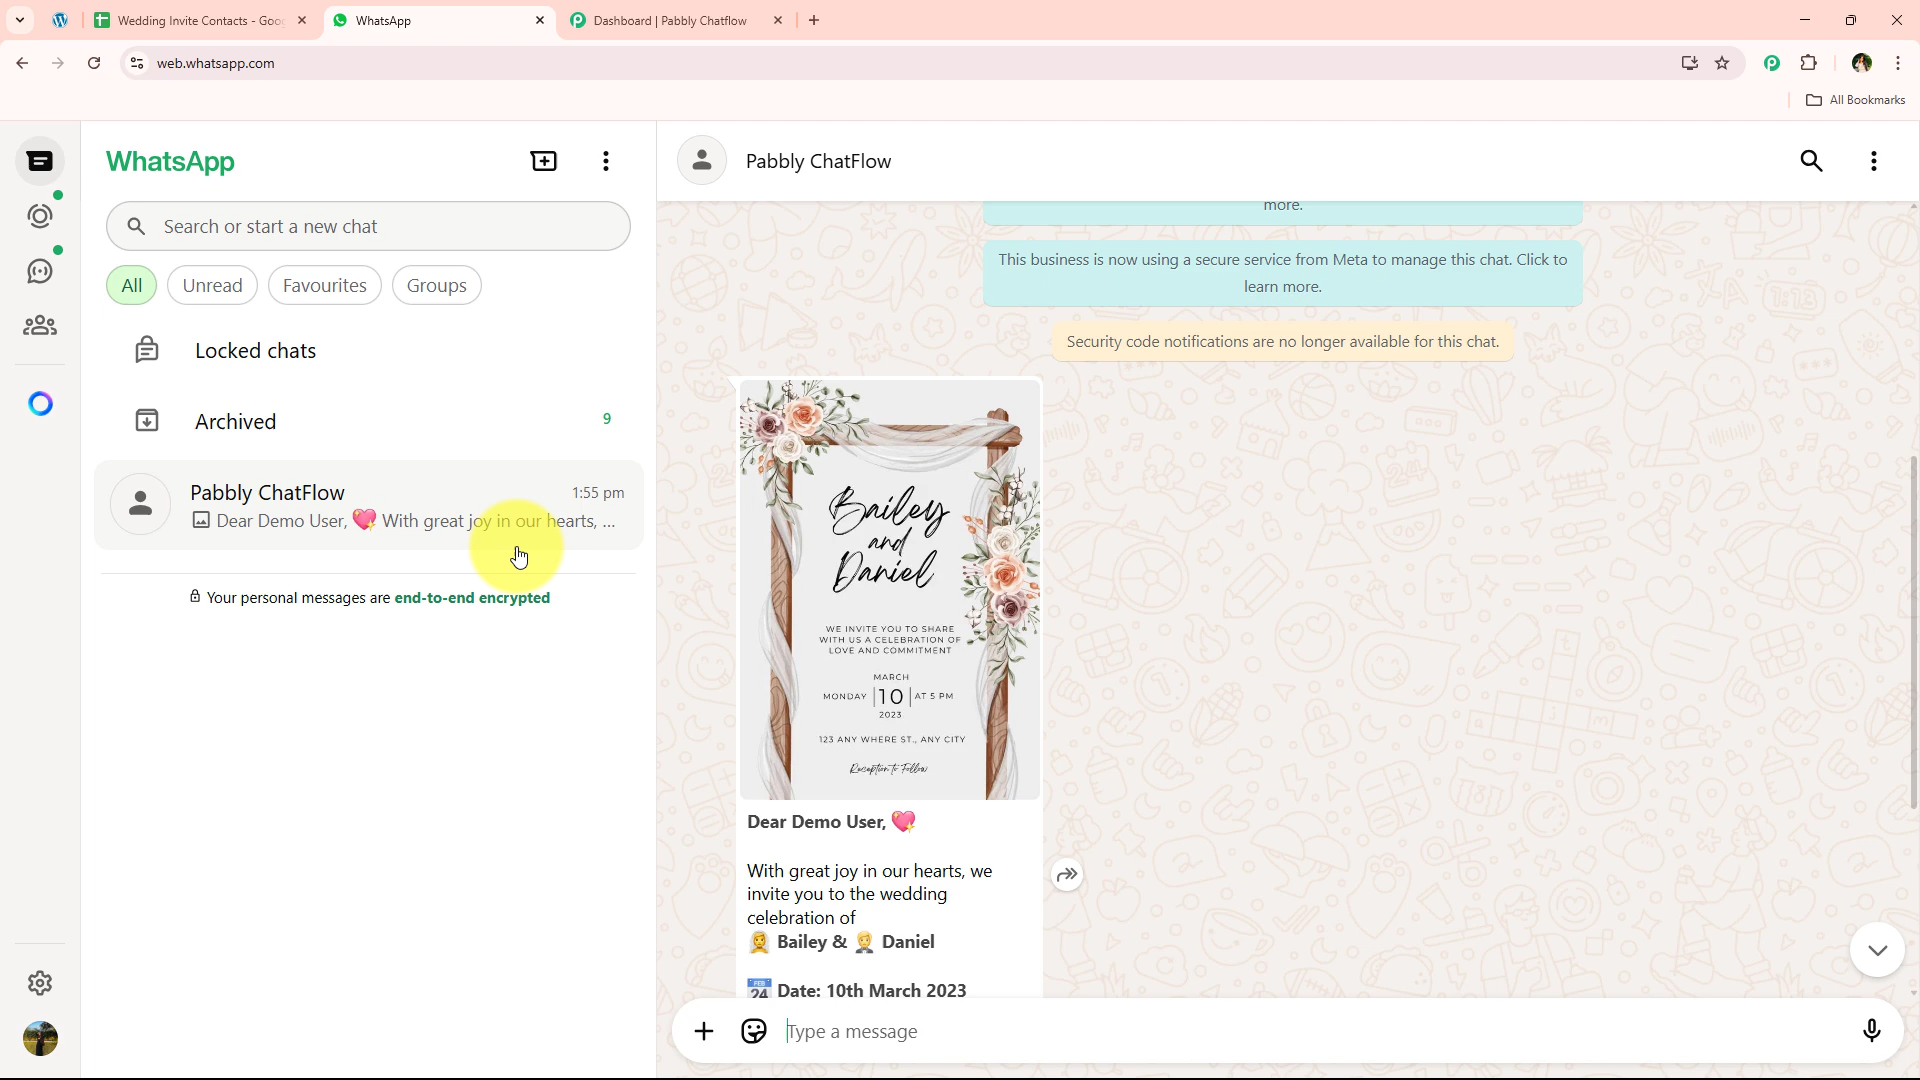 Wedding Invite Contacts - Goo
WhatsApp
Dashboard | Pabbly Chatflow
web.whatsapp.com
All Bookmarks
WhatsApp
Search or start a new chat
All
Unread
Favourites
Groups
Locked chats
Archived
9
Pabbly ChatFlow
1:55 pm
Dear Demo User, 💖 With great joy in our hearts, ...
Your personal messages are end-to-end encrypted
Pabbly ChatFlow
more.
This business is now using a secure service from Meta to manage this chat. Click to
learn more.
Security code notifications are no longer available for this chat.
Bailey
and
Daniel
WE INVITE YOU TO SHARE
WITH US A CELEBRATION OF
LOVE AND COMMITMENT
MARCH
MONDAY | 10 | AT 5 PM
2023
123 ANY WHERE ST., ANY CITY
Reception to Follow
Dear Demo User, 💖
With great joy in our hearts, we
invite you to the wedding
celebration of
👰 Bailey & 🤵 Daniel
📅 Date: 10th March 2023
Type a message